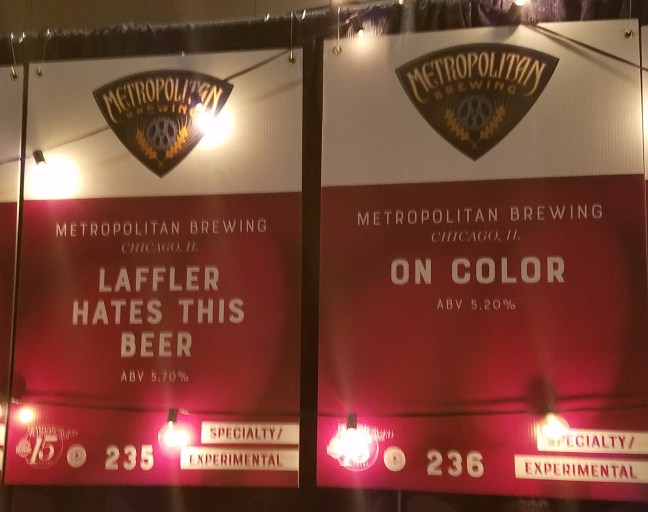 METROPOLITAN
BREWING
METROPOLITAN BREWING
CHICAGO, IL
LAFFLER
HATES THIS
BEER
ABV 5.70%
15
235
SPECIALTY/
EXPERIMENTAL
METROPOLITAN
BREWING
METROPOLITAN BREWING
CHICAGO, IL
ON COLOR
ABV 5.20%
236
SPECIALTY/
EXPERIMENTAL